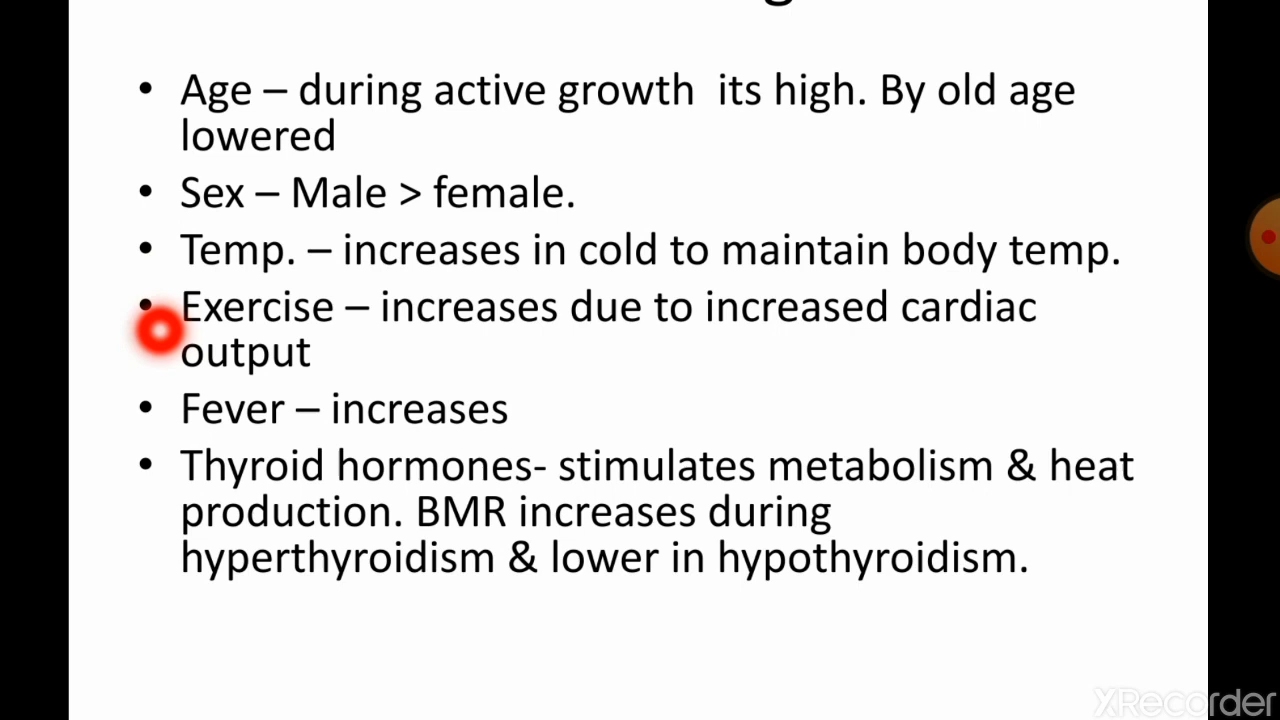 • Age – during active growth  its high. By old age
lowered
• Sex – Male > female.
• Temp. – increases in cold to maintain body temp.
• Exercise – increases due to increased cardiac
output
• Fever – increases
• Thyroid hormones- stimulates metabolism & heat
production. BMR increases during
hyperthyroidism & lower in hypothyroidism.
XRecorder